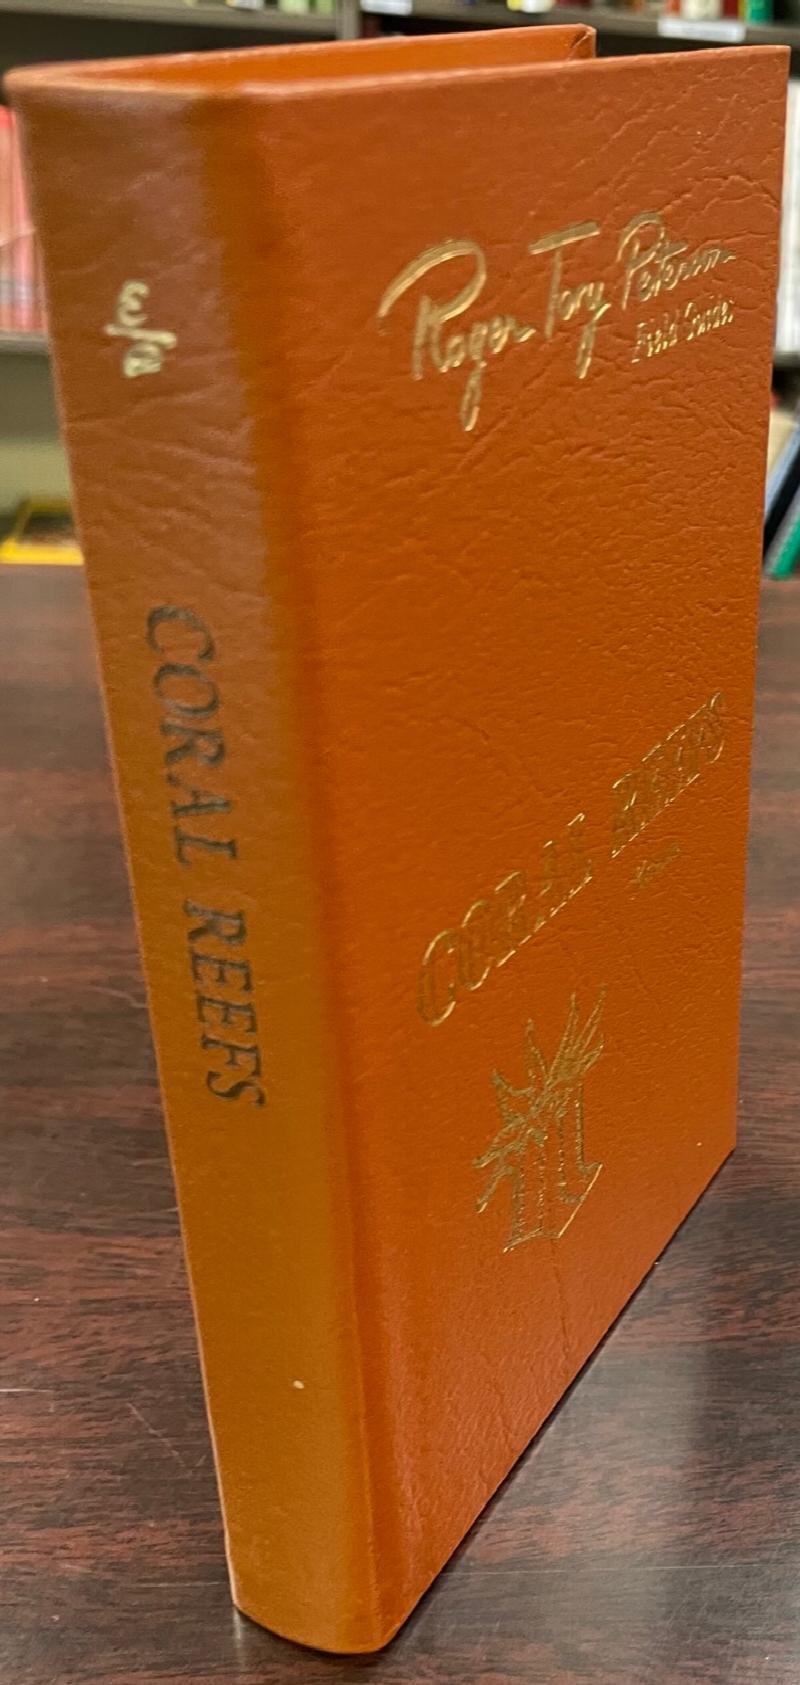 CORAL REEFS
Roger Tory Peterson
Field Guides
CORAL REEFS